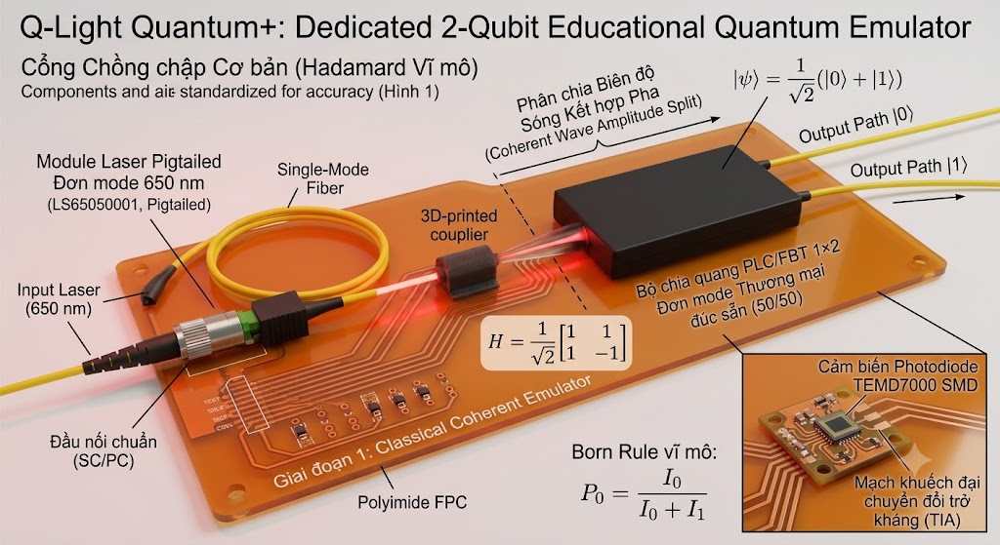 Q-Light Quantum+: Dedicated 2-Qubit Educational Quantum Emulator
Cổng Chồng chập Cơ bản (Hadamard Vĩ mô)
Components and air standardized for accuracy (Hình 1)
Phân chia Biên độ
Sóng Kết hợp Pha
(Coherent Wave Amplitude Split)
|ψ⟩ = 1/√2 (|0⟩ + |1⟩)
Output Path |0⟩
Output Path |1⟩
Module Laser Pigtailed
Đơn mode 650 nm
(LS65050001, Pigtailed)
Single-Mode
Fiber
3D-printed
couplier
Input Laser
(650 nm)
Bộ chia quang PLC/FBT 1×2
Đơn mode Thương mại
đúc sẵn (50/50)
H = 1/√2 [1 1
1 −1]
Đầu nối chuẩn
(SC/PC)
Giai đoạn 1: Classical Coherent Emulator
Polyimide FPC
Born Rule vĩ mô:
P₀ = I₀ / (I₀ + I₁)
Cảm biến Photodiode
TEMD7000 SMD
Mạch khuếch đại
chuyển đổi trở
kháng (TIA)